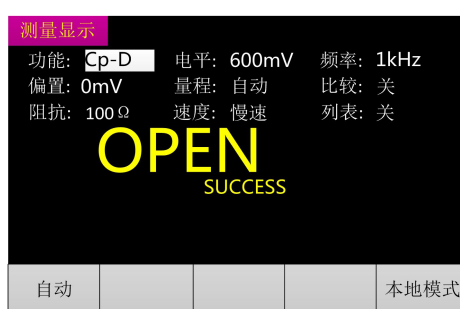 测量显示
功能: Cp-D 电平: 600mV 频率: 1kHz
偏置: 0mV 量程: 自动 比较: 关
阻抗: 100Ω 速度: 慢速 列表: 关
OPEN
SUCCESS
自动 本地模式